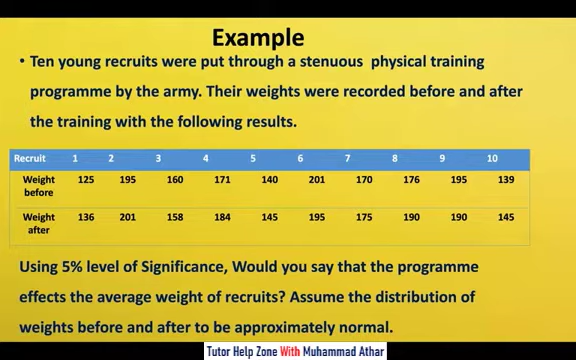 Example
• Ten young recruits were put through a stenuous physical training
programme by the army. Their weights were recorded before and after
the training with the following results.
Recruit 1 2 3 4 5 6 7 8 9 10
Weight before 125 195 160 171 140 201 170 176 195 139
Weight after 136 201 158 184 145 195 175 190 190 145
Using 5% level of Significance, Would you say that the programme
effects the average weight of recruits? Assume the distribution of
weights before and after to be approximately normal.
Tutor Help Zone With Muhammad Athar